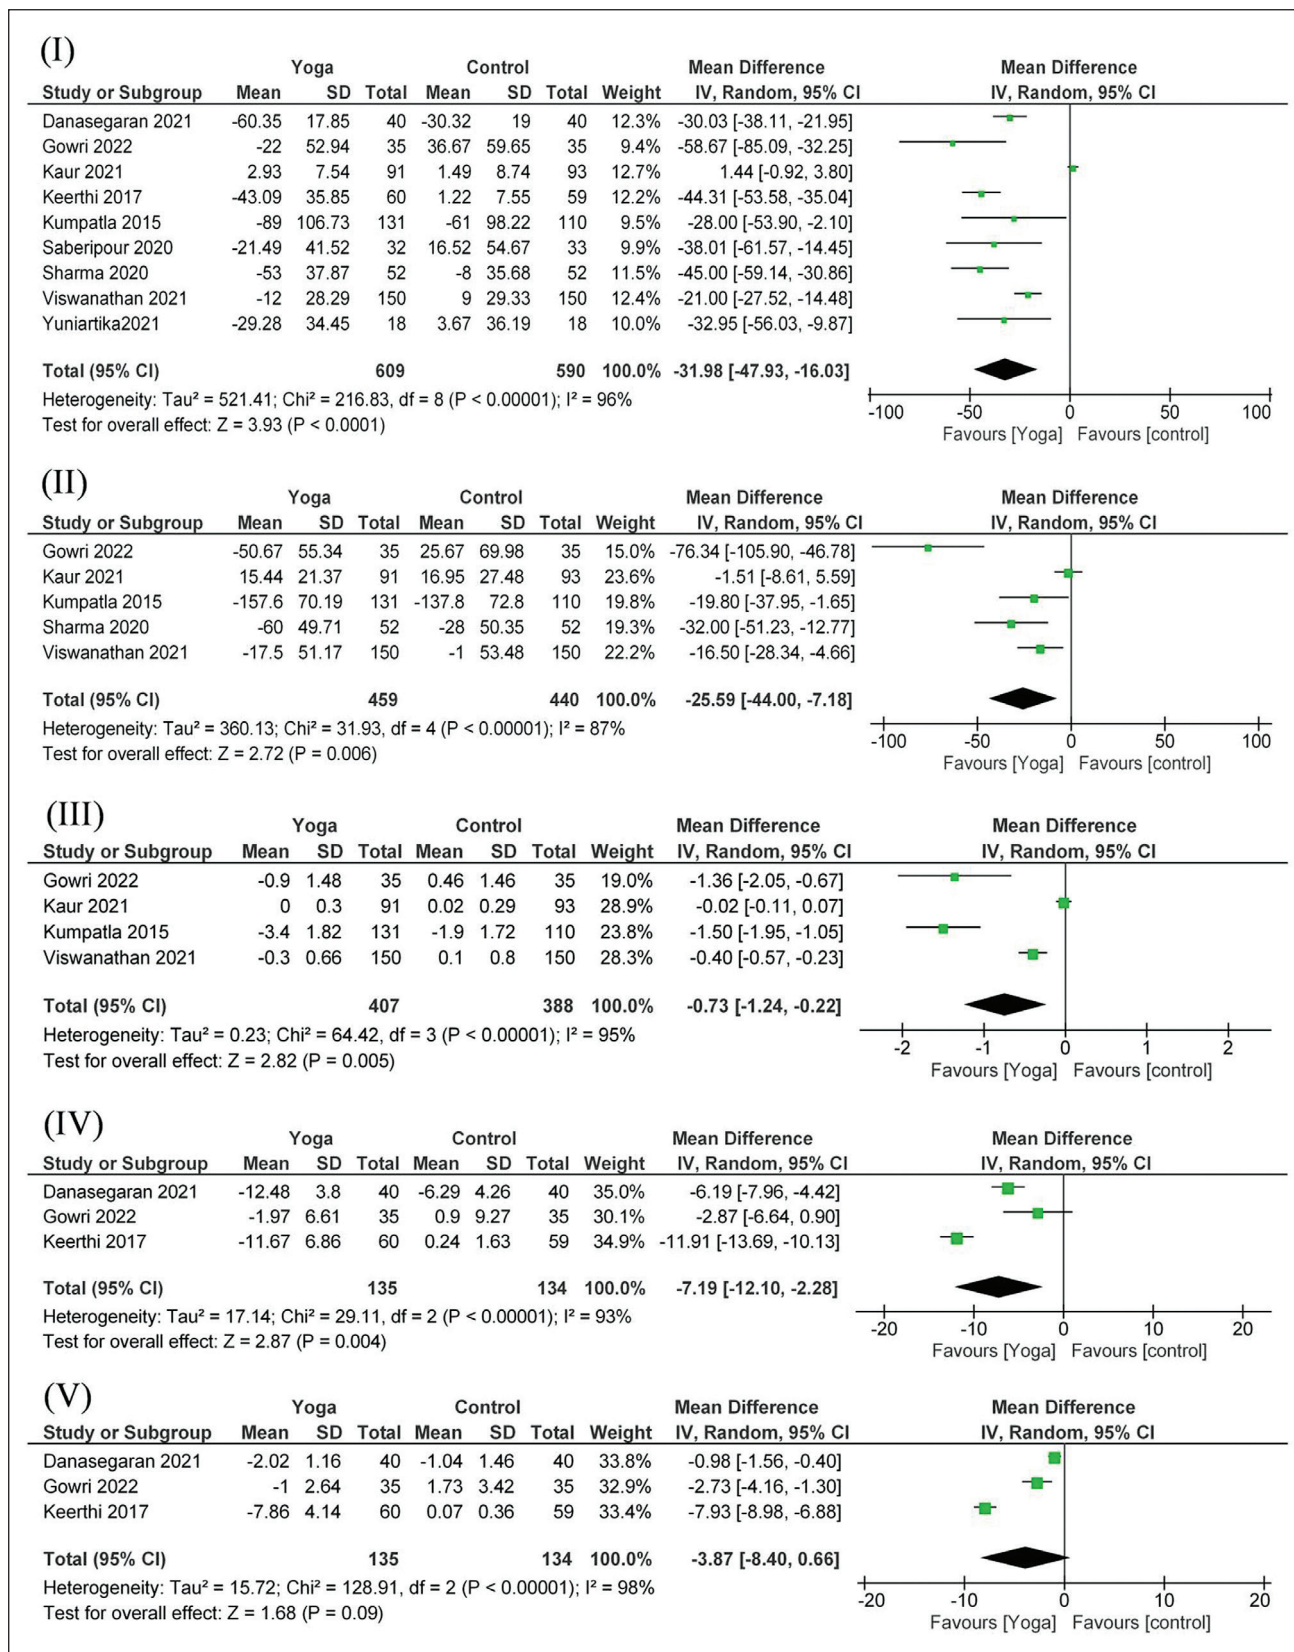 (I)
Yoga Control Mean Difference Mean Difference
Study or Subgroup Mean SD Total Mean SD Total Weight IV, Random, 95% CI IV, Random, 95% CI
Danasegaran 2021 -60.35 17.85 40 -30.32 19 40 12.3% -30.03 [-38.11, -21.95]
Gowri 2022 -22 52.94 35 36.67 59.65 35 9.4% -58.67 [-85.09, -32.25]
Kaur 2021 2.93 7.54 91 1.49 8.74 93 12.7% 1.44 [-0.92, 3.80]
Keerthi 2017 -43.09 35.85 60 1.22 7.55 59 12.2% -44.31 [-53.58, -35.04]
Kumpatla 2015 -89 106.73 131 -61 98.22 110 9.5% -28.00 [-53.90, -2.10]
Saberipour 2020 -21.49 41.52 32 16.52 54.67 33 9.9% -38.01 [-61.57, -14.45]
Sharma 2020 -53 37.87 52 -8 35.68 52 11.5% -45.00 [-59.14, -30.86]
Viswanathan 2021 -12 28.29 150 9 29.33 150 12.4% -21.00 [-27.52, -14.48]
Yuniartika2021 -29.28 34.45 18 3.67 36.19 18 10.0% -32.95 [-56.03, -9.87]
Total (95% CI) 609 590 100.0% -31.98 [-47.93, -16.03]
Heterogeneity: Tau² = 521.41; Chi² = 216.83, df = 8 (P < 0.00001); I² = 96%
Test for overall effect: Z = 3.93 (P < 0.0001)
-100 -50 0 50 100
Favours [Yoga] Favours [control]
(II)
Yoga Control Mean Difference Mean Difference
Study or Subgroup Mean SD Total Mean SD Total Weight IV, Random, 95% CI IV, Random, 95% CI
Gowri 2022 -50.67 55.34 35 25.67 69.98 35 15.0% -76.34 [-105.90, -46.78]
Kaur 2021 15.44 21.37 91 16.95 27.48 93 23.6% -1.51 [-8.61, 5.59]
Kumpatla 2015 -157.6 70.19 131 -137.8 72.8 110 19.8% -19.80 [-37.95, -1.65]
Sharma 2020 -60 49.71 52 -28 50.35 52 19.3% -32.00 [-51.23, -12.77]
Viswanathan 2021 -17.5 51.17 150 -1 53.48 150 22.2% -16.50 [-28.34, -4.66]
Total (95% CI) 459 440 100.0% -25.59 [-44.00, -7.18]
Heterogeneity: Tau² = 360.13; Chi² = 31.93, df = 4 (P < 0.00001); I² = 87%
Test for overall effect: Z = 2.72 (P = 0.006)
-100 -50 0 50 100
Favours [Yoga] Favours [control]
(III)
Yoga Control Mean Difference Mean Difference
Study or Subgroup Mean SD Total Mean SD Total Weight IV, Random, 95% CI IV, Random, 95% CI
Gowri 2022 -0.9 1.48 35 0.46 1.46 35 19.0% -1.36 [-2.05, -0.67]
Kaur 2021 0 0.3 91 0.02 0.29 93 28.9% -0.02 [-0.11, 0.07]
Kumpatla 2015 -3.4 1.82 131 -1.9 1.72 110 23.8% -1.50 [-1.95, -1.05]
Viswanathan 2021 -0.3 0.66 150 0.1 0.8 150 28.3% -0.40 [-0.57, -0.23]
Total (95% CI) 407 388 100.0% -0.73 [-1.24, -0.22]
Heterogeneity: Tau² = 0.23; Chi² = 64.42, df = 3 (P < 0.00001); I² = 95%
Test for overall effect: Z = 2.82 (P = 0.005)
-2 -1 0 1 2
Favours [Yoga] Favours [control]
(IV)
Yoga Control Mean Difference Mean Difference
Study or Subgroup Mean SD Total Mean SD Total Weight IV, Random, 95% CI IV, Random, 95% CI
Danasegaran 2021 -12.48 3.8 40 -6.29 4.26 40 35.0% -6.19 [-7.96, -4.42]
Gowri 2022 -1.97 6.61 35 0.9 9.27 35 30.1% -2.87 [-6.64, 0.90]
Keerthi 2017 -11.67 6.86 60 0.24 1.63 59 34.9% -11.91 [-13.69, -10.13]
Total (95% CI) 135 134 100.0% -7.19 [-12.10, -2.28]
Heterogeneity: Tau² = 17.14; Chi² = 29.11, df = 2 (P < 0.00001); I² = 93%
Test for overall effect: Z = 2.87 (P = 0.004)
-20 -10 0 10 20
Favours [Yoga] Favours [control]
(V)
Yoga Control Mean Difference Mean Difference
Study or Subgroup Mean SD Total Mean SD Total Weight IV, Random, 95% CI IV, Random, 95% CI
Danasegaran 2021 -2.02 1.16 40 -1.04 1.46 40 33.8% -0.98 [-1.56, -0.40]
Gowri 2022 -1 2.64 35 1.73 3.42 35 32.9% -2.73 [-4.16, -1.30]
Keerthi 2017 -7.86 4.14 60 0.07 0.36 59 33.4% -7.93 [-8.98, -6.88]
Total (95% CI) 135 134 100.0% -3.87 [-8.40, 0.66]
Heterogeneity: Tau² = 15.72; Chi² = 128.91, df = 2 (P < 0.00001); I² = 98%
Test for overall effect: Z = 1.68 (P = 0.09)
-20 -10 0 10 20
Favours [Yoga] Favours [control]